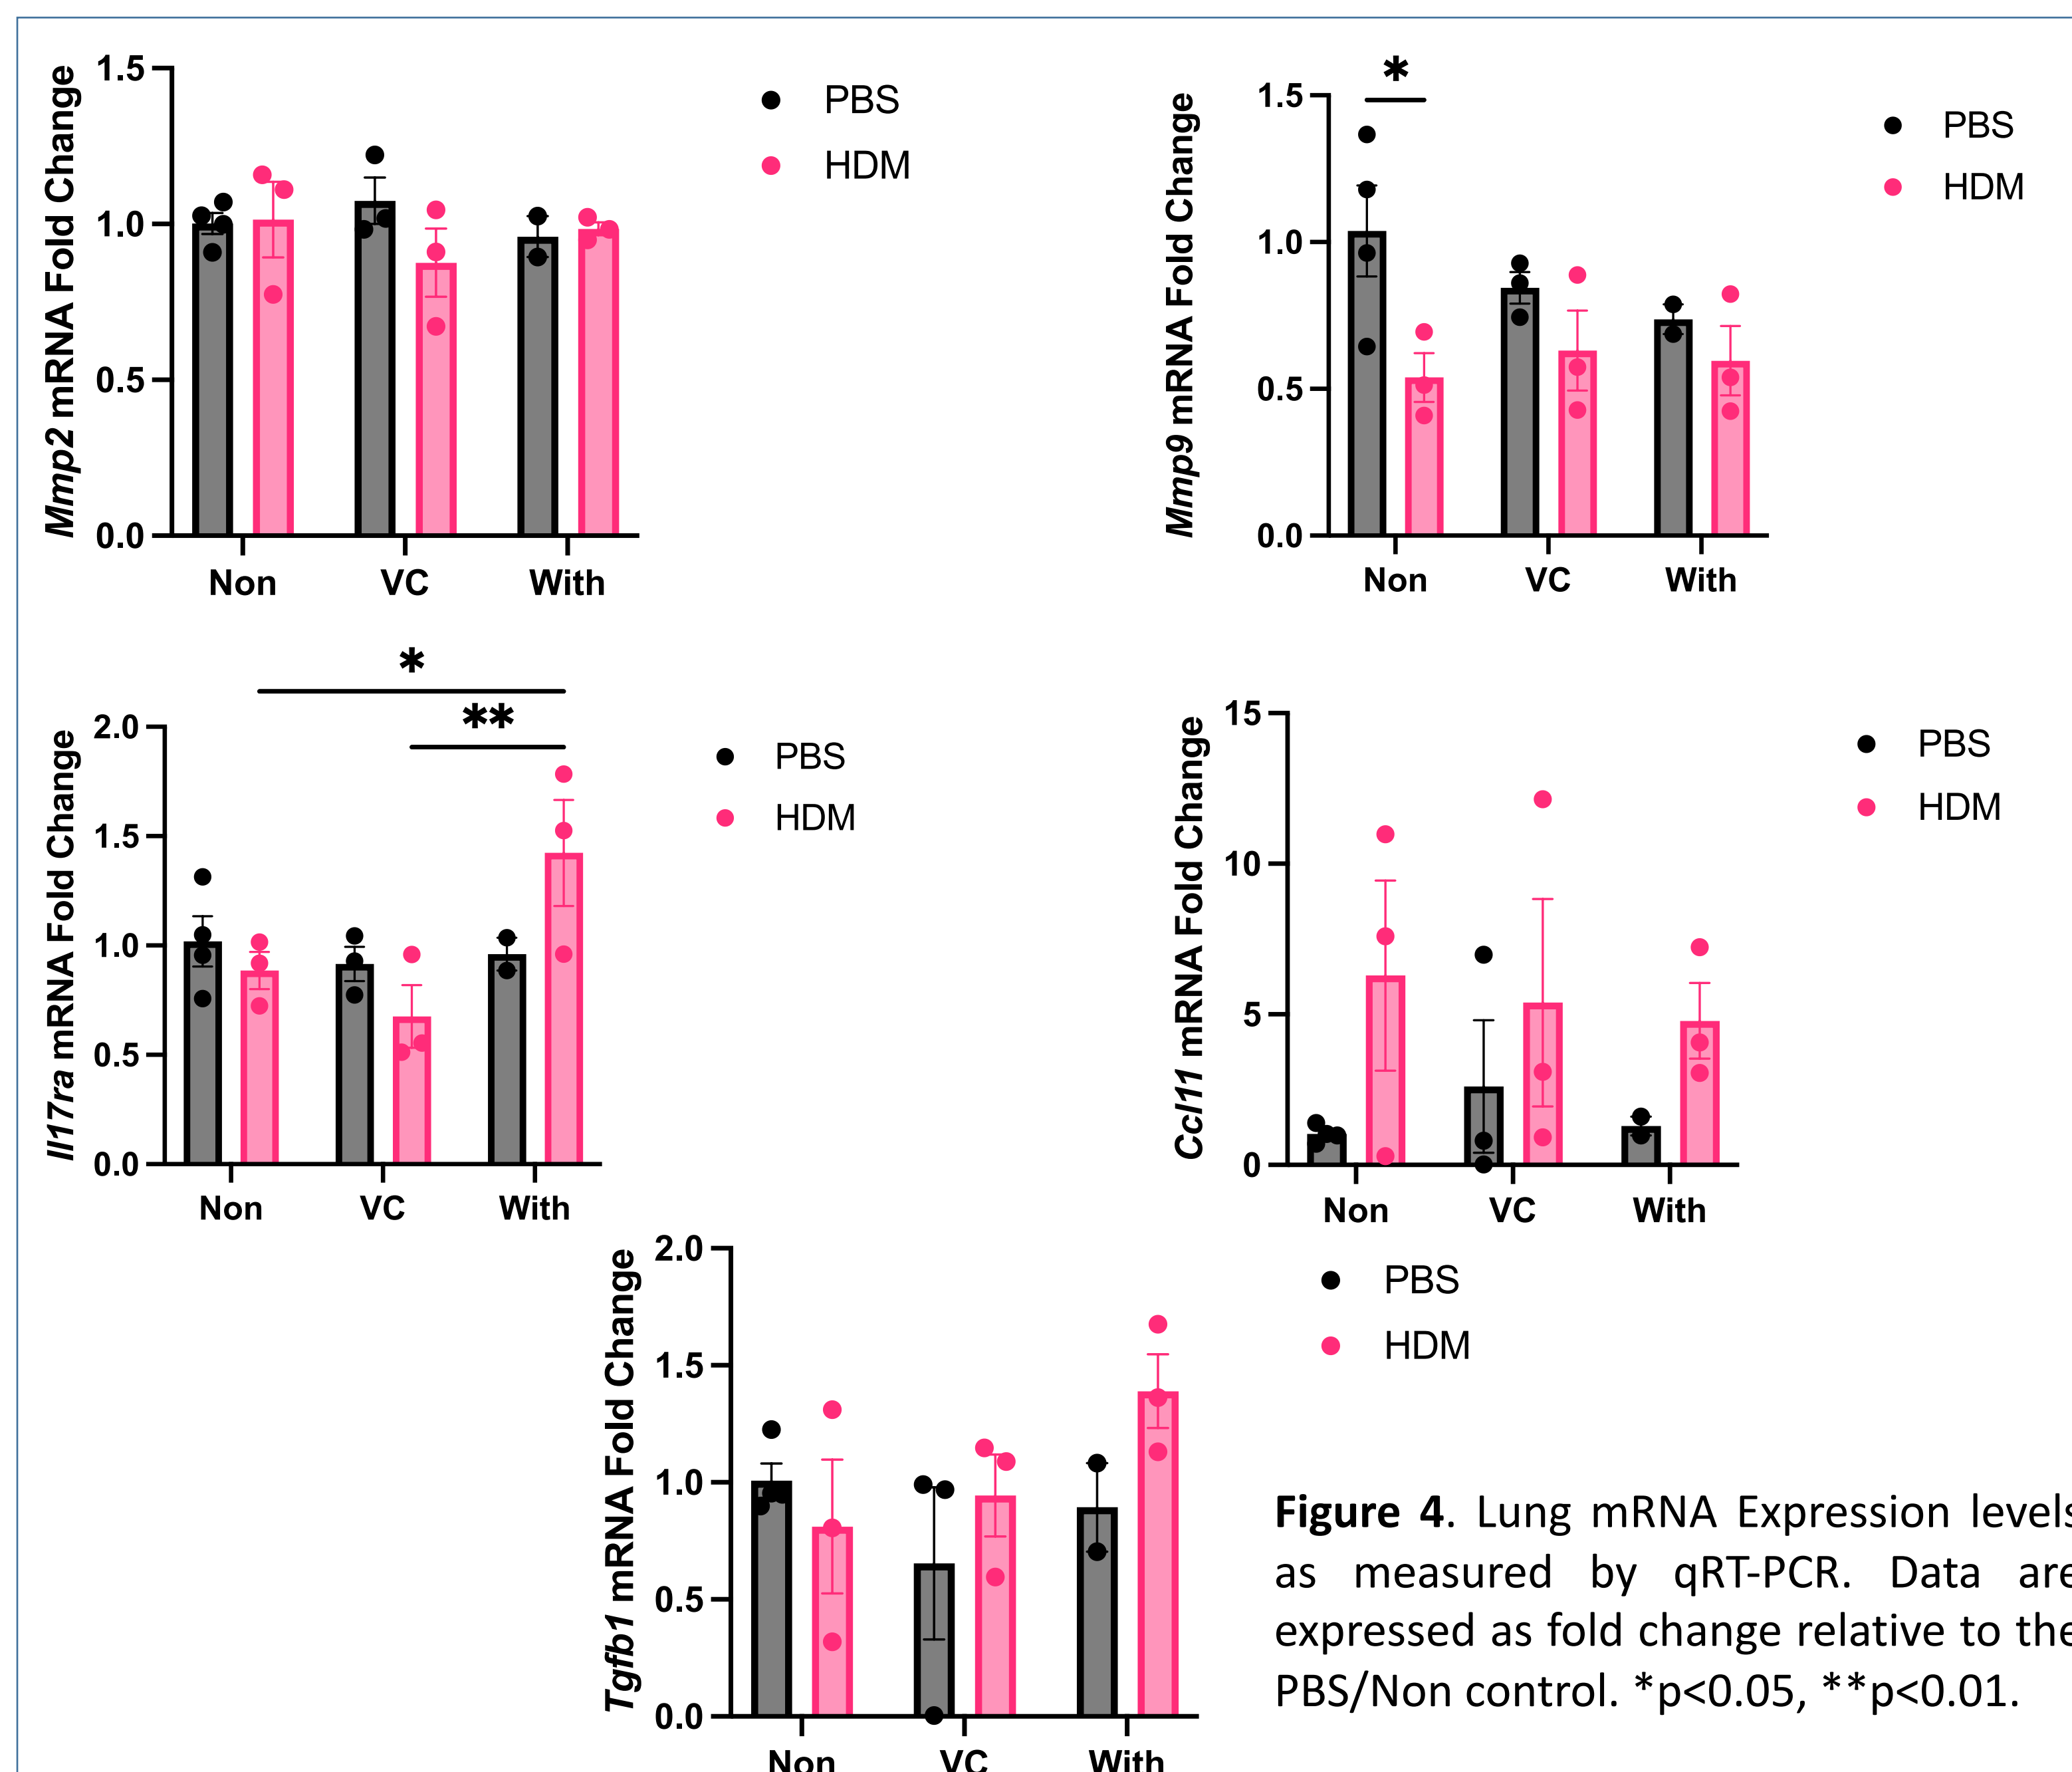 Mmp2 mRNA Fold Change
1.5
1.0
0.5
0.0
Non VC With
PBS
HDM
Mmp9 mRNA Fold Change
*
1.5
1.0
0.5
0.0
Non VC With
PBS
HDM
Il17ra mRNA Fold Change
*
**
2.0
1.5
1.0
0.5
0.0
Non VC With
PBS
HDM
Ccl11 mRNA Fold Change
15
10
5
0
Non VC With
PBS
HDM
Tgfb1 mRNA Fold Change
2.0
1.5
1.0
0.5
0.0
Non VC With
PBS
HDM
Figure 4. Lung mRNA Expression levels
as measured by qRT-PCR. Data are
expressed as fold change relative to the
PBS/Non control. *p<0.05, **p<0.01.